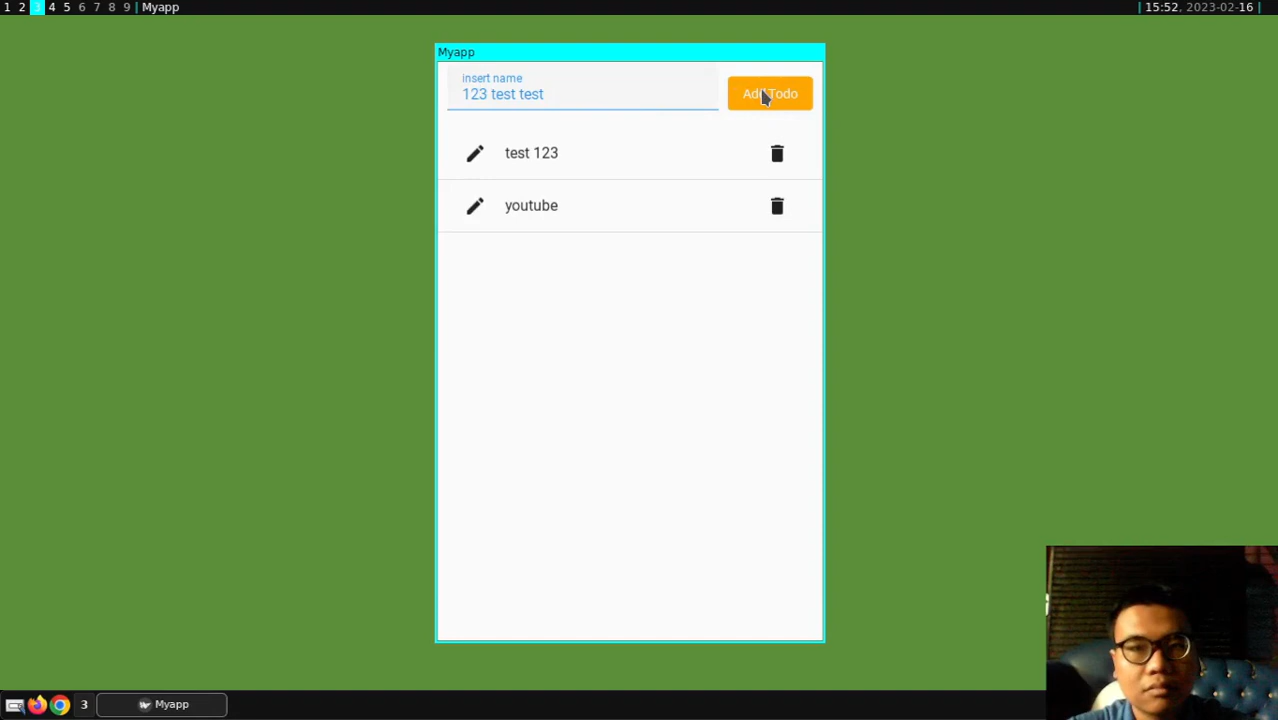 1 2 3 4 5 6 7 8 9 Myapp 15:52, 2023-02-16
Myapp
insert name
123 test test
Add Todo
test 123
youtube
3 Myapp